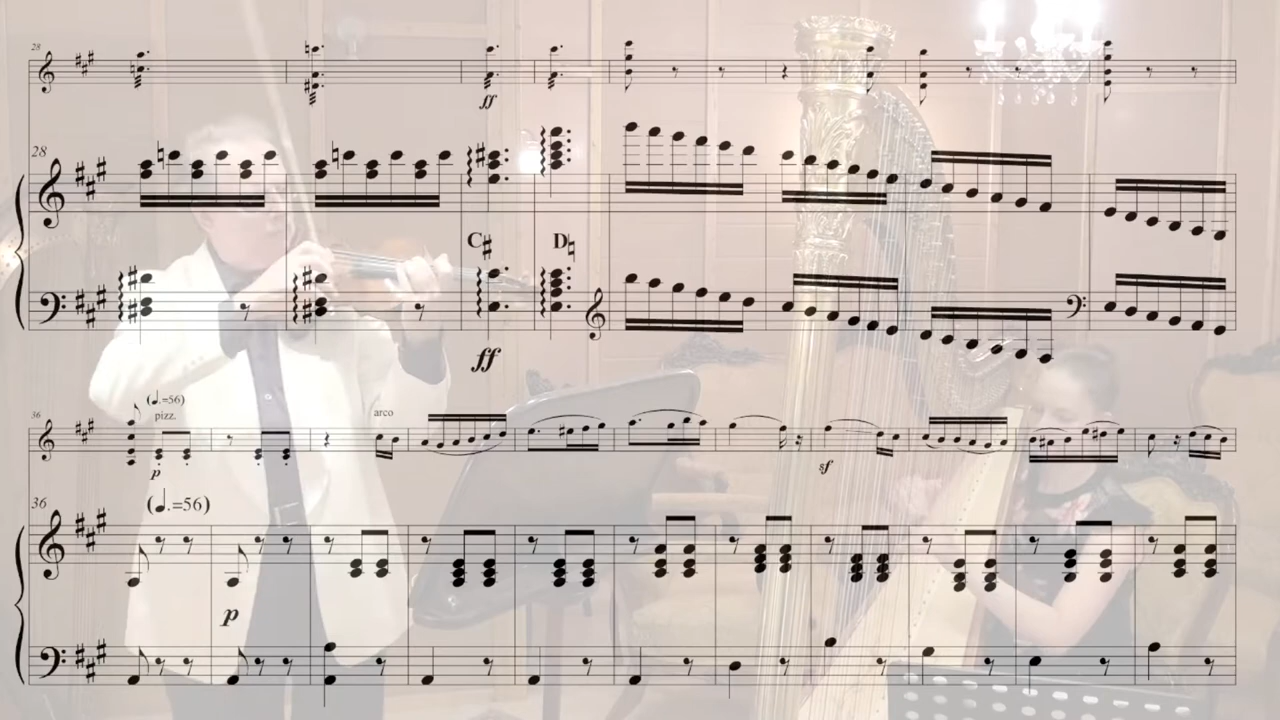 28
ff
28
C♯ D♮
ff
36
(♩.=56)
pizz. arco
p
sf
36
(♩.=56)
p